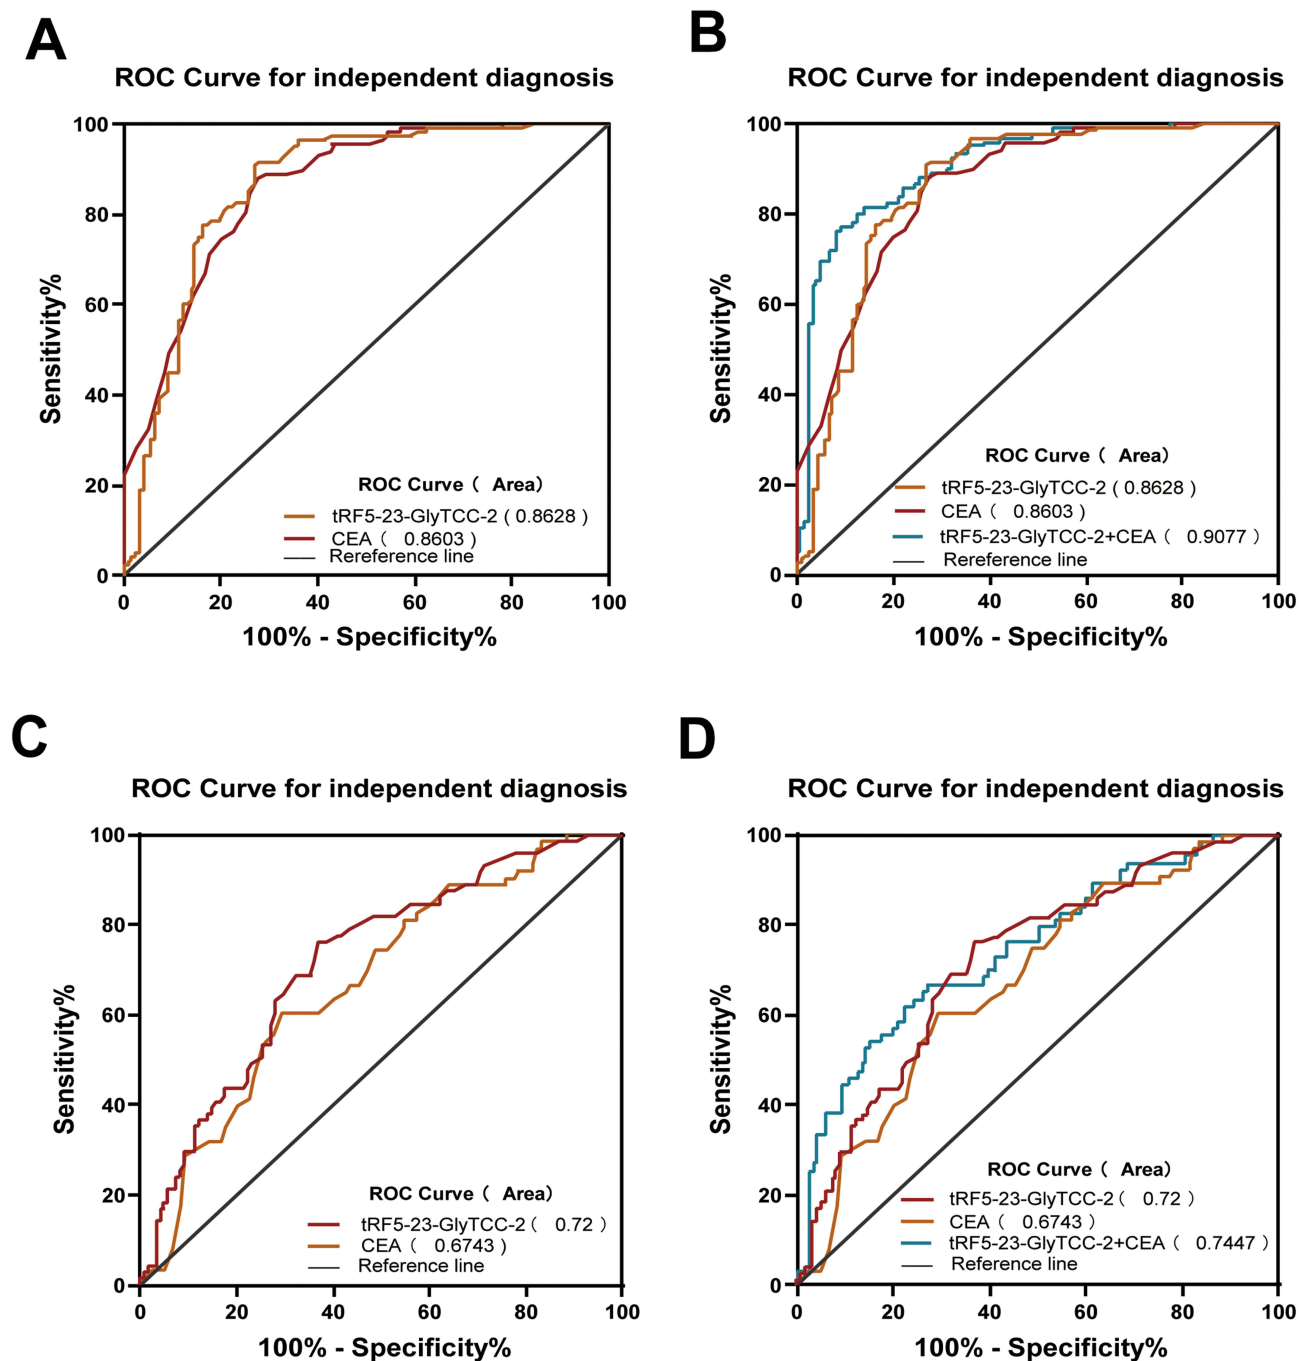 A
ROC Curve for independent diagnosis
100
80
60
40
20
0
Sensitivity%
ROC Curve ( Area)
tRF5-23-GlyTCC-2 ( 0.8628 )
CEA ( 0.8603 )
Rereference line
0 20 40 60 80 100
100% - Specificity%
B
ROC Curve for independent diagnosis
100
80
60
40
20
0
Sensitivity%
ROC Curve ( Area)
tRF5-23-GlyTCC-2 ( 0.8628 )
CEA ( 0.8603 )
tRF5-23-GlyTCC-2+CEA ( 0.9077 )
Rereference line
0 20 40 60 80 100
100% - Specificity%
C
ROC Curve for independent diagnosis
100
80
60
40
20
0
Sensitivity%
ROC Curve ( Area)
tRF5-23-GlyTCC-2 ( 0.72 )
CEA ( 0.6743 )
Reference line
0 20 40 60 80 100
100% - Specificity%
D
ROC Curve for independent diagnosis
100
80
60
40
20
0
Sensitivity%
ROC Curve ( Area)
tRF5-23-GlyTCC-2 ( 0.72 )
CEA ( 0.6743 )
tRF5-23-GlyTCC-2+CEA ( 0.7447 )
Reference line
0 20 40 60 80 100
100% - Specificity%